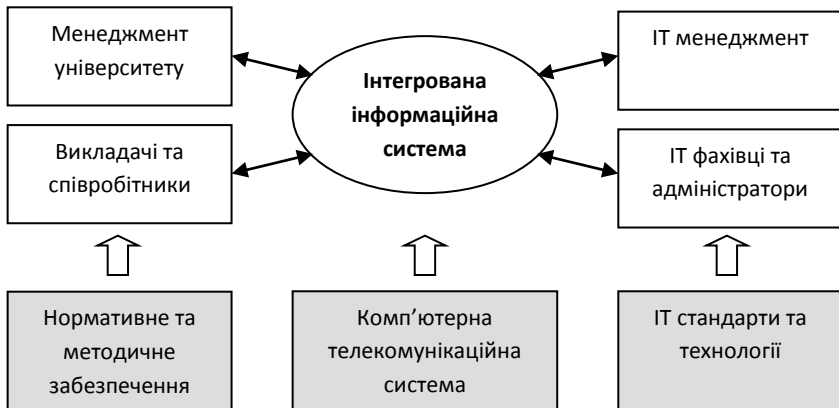 Менеджмент
університету
Викладачі та
співробітники
Інтегрована
інформаційна
система
ІТ менеджмент
ІТ фахівці та
адміністратори
Нормативне та
методичне
забезпечення
Комп’ютерна
телекомунікаційна
система
ІТ стандарти та
технології